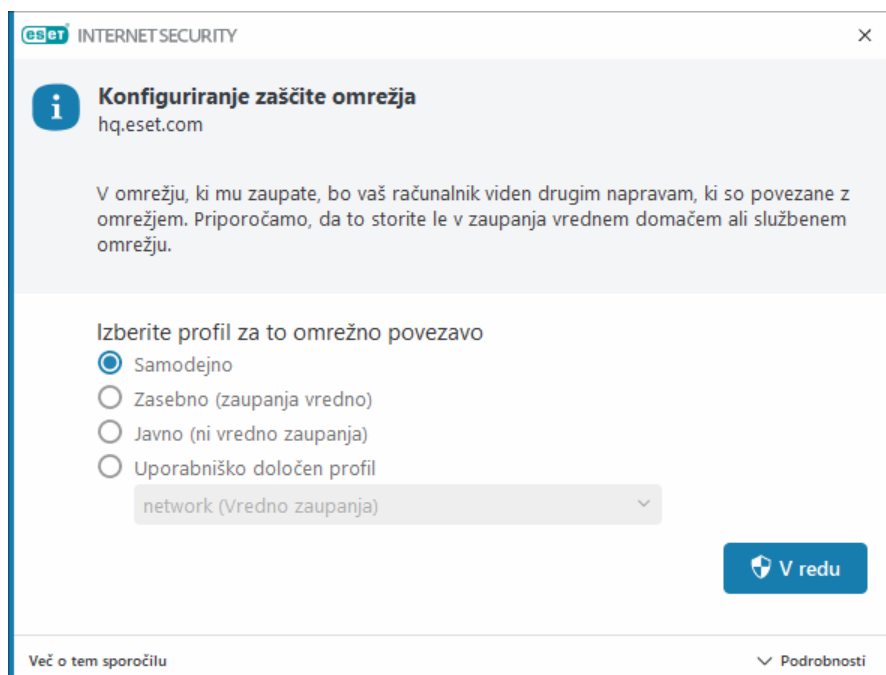 eset INTERNET SECURITY
Konfiguriranje zaščite omrežja
hq.eset.com
V omrežju, ki mu zaupate, bo vaš računalnik viden drugim napravam, ki so povezane z
omrežjem. Priporočamo, da to storite le v zaupanja vrednem domačem ali službenem
omrežju.
Izberite profil za to omrežno povezavo
Samodejno
Zasebno (zaupanja vredno)
Javno (ni vredno zaupanja)
Uporabniško določen profil
network (Vredno zaupanja)
V redu
Več o tem sporočilu
Podrobnosti